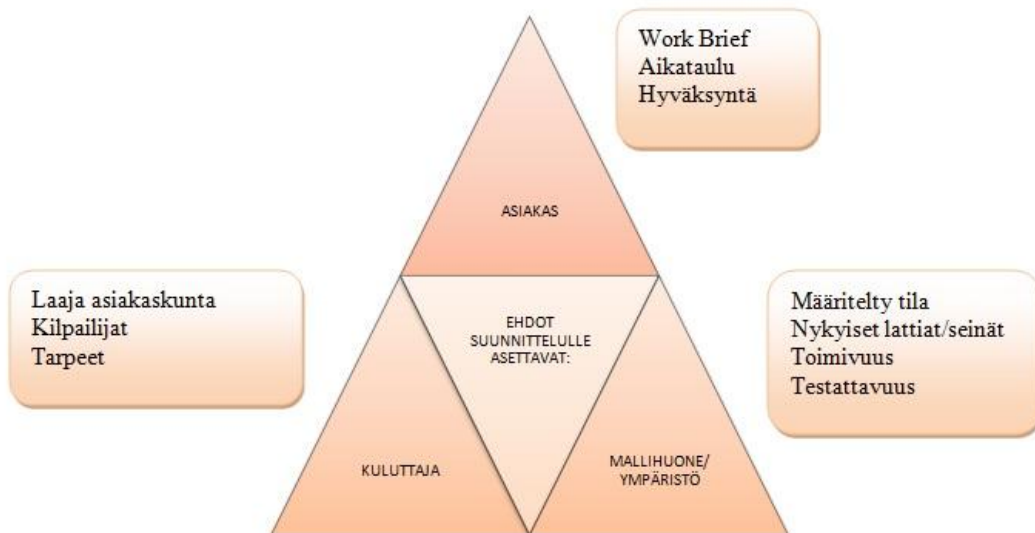 Work Brief
Aikataulu
Hyväksyntä
ASIAKAS
Laaja asiakaskunta
Kilpailijat
Tarpeet
EHDOT
SUUNNITTELULLE
ASETTAVAT:
Määritelty tila
Nykyiset lattiat/seinät
Toimivuus
Testattavuus
KULUTTAJA
MALLIHUONE/
YMPÄRISTÖ